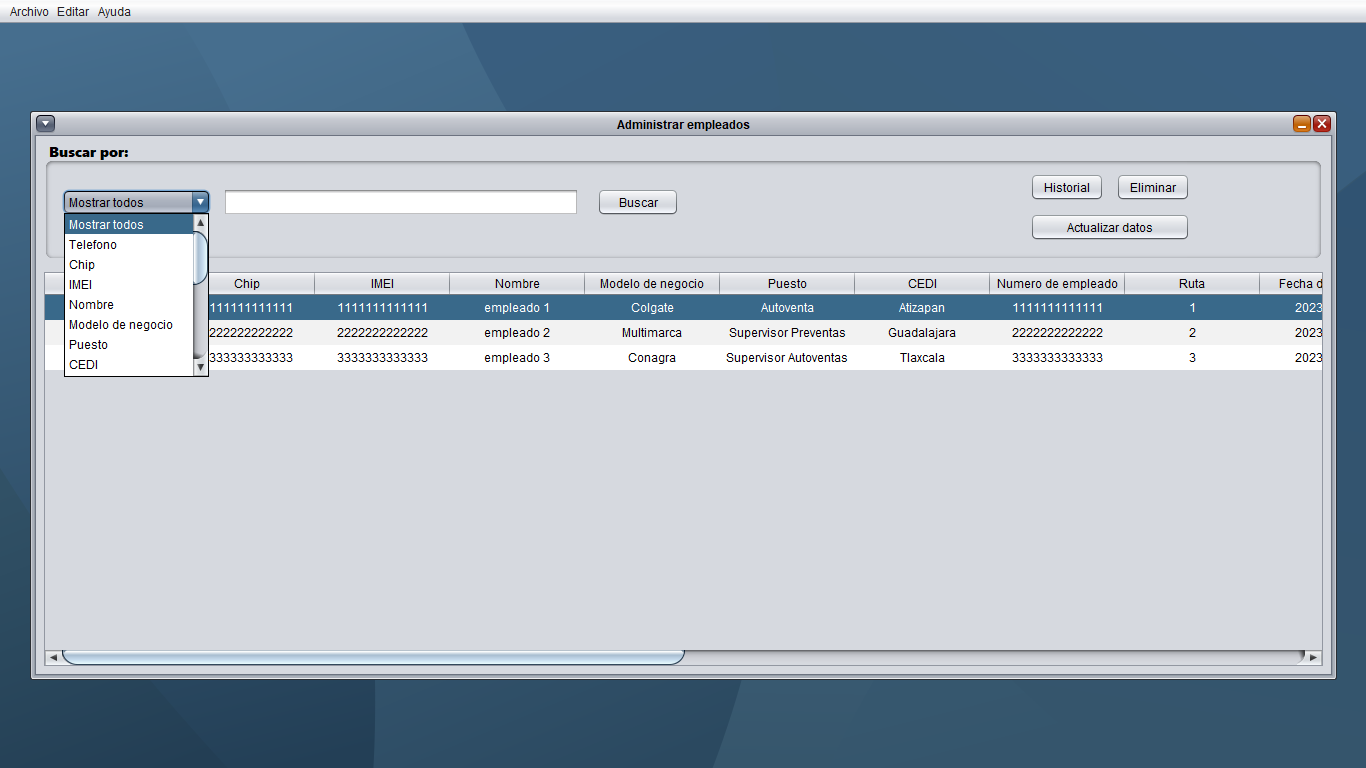 Archivo Editar Ayuda
Administrar empleados
Buscar por:
Mostrar todos Buscar Historial Eliminar
Actualizar datos
Mostrar todos
Telefono
Chip
IMEI
Nombre
Modelo de negocio
Puesto
CEDI
Chip IMEI Nombre Modelo de negocio Puesto CEDI Numero de empleado Ruta Fecha d
111111111111 1111111111111 empleado 1 Colgate Autoventa Atizapan 1111111111111 1 2023
222222222222 2222222222222 empleado 2 Multimarca Supervisor Preventas Guadalajara 2222222222222 2 2023
333333333333 3333333333333 empleado 3 Conagra Supervisor Autoventas Tlaxcala 3333333333333 3 2023